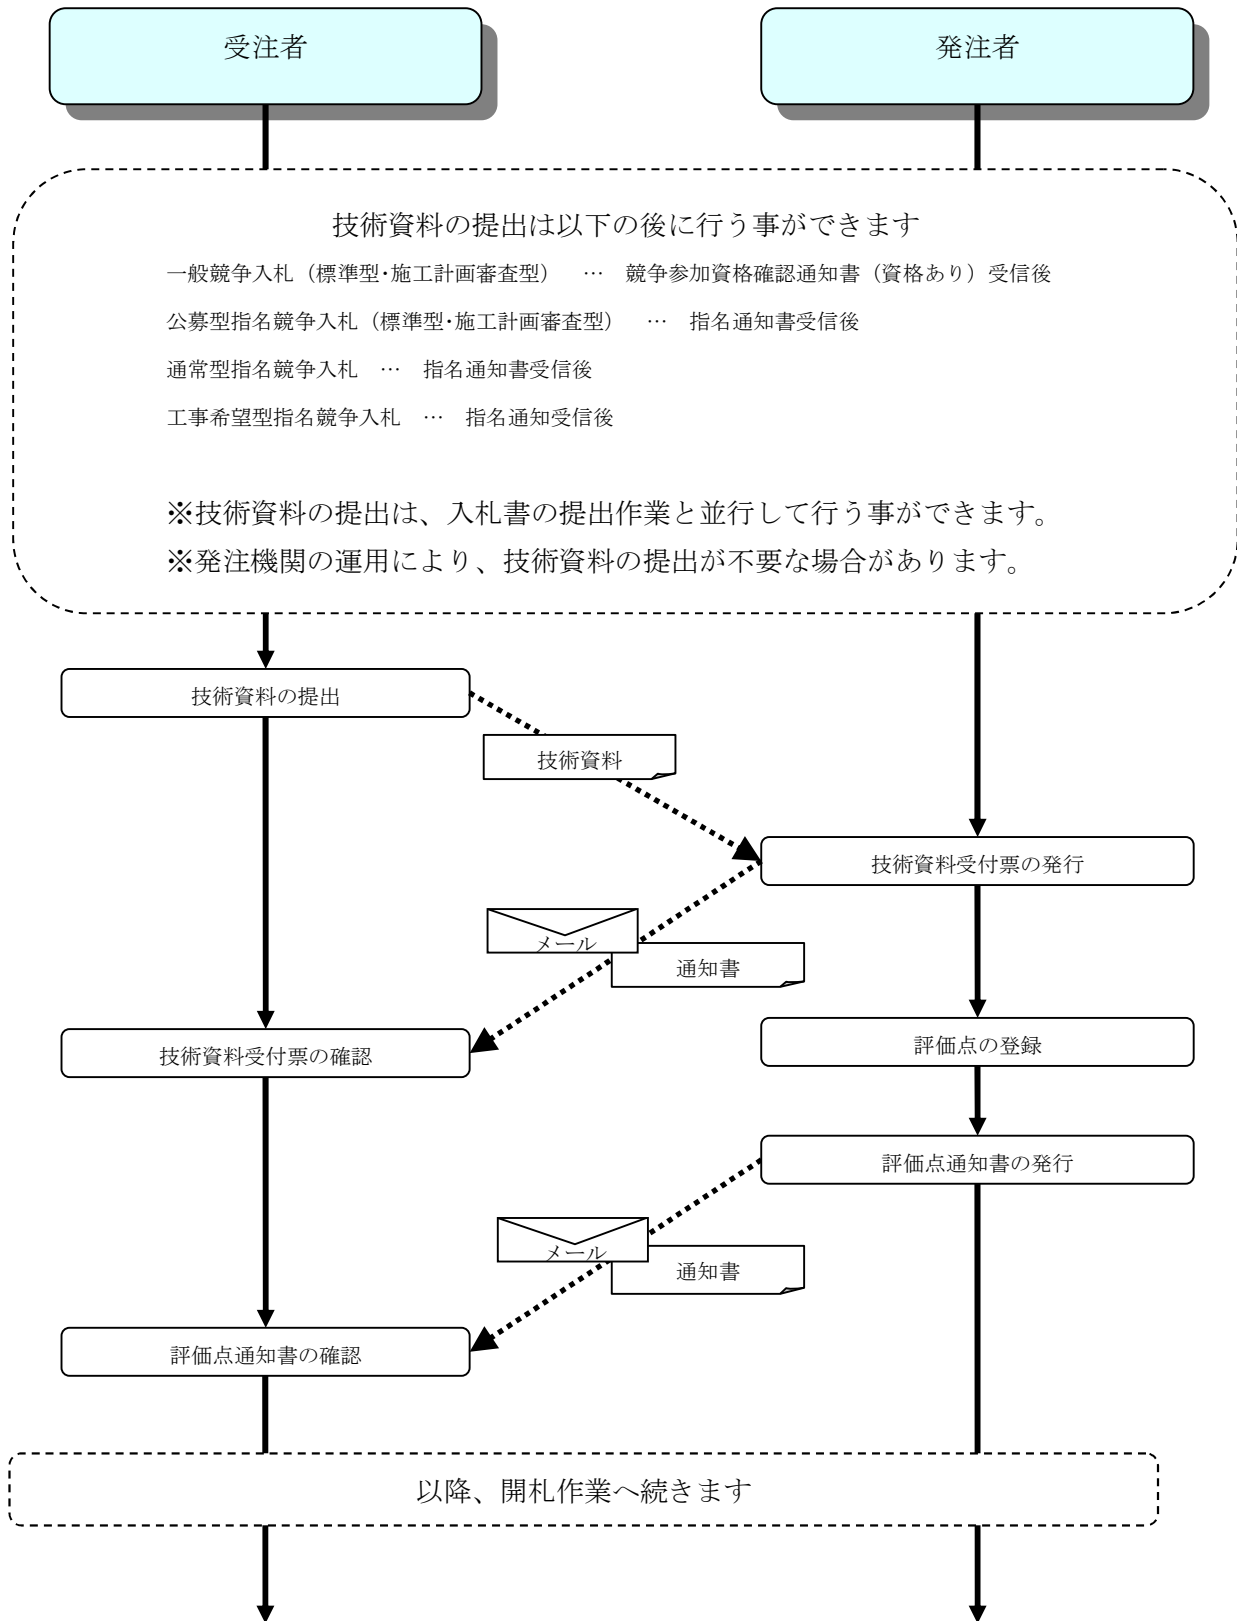 受注者
発注者
技術資料の提出は以下の後に行う事ができます
一般競争入札（標準型･施工計画審査型）　…　競争参加資格確認通知書（資格あり）受信後
公募型指名競争入札（標準型･施工計画審査型）　…　指名通知書受信後
通常型指名競争入札　…　指名通知書受信後
工事希望型指名競争入札　…　指名通知受信後
※技術資料の提出は、入札書の提出作業と並行して行う事ができます。
※発注機関の運用により、技術資料の提出が不要な場合があります。
技術資料の提出
技術資料
技術資料受付票の発行
メール
通知書
技術資料受付票の確認
評価点の登録
評価点通知書の発行
メール
通知書
評価点通知書の確認
以降、開札作業へ続きます